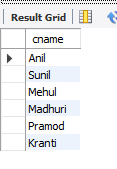 Result Grid
cname
Anil
Sunil
Mehul
Madhuri
Pramod
Kranti